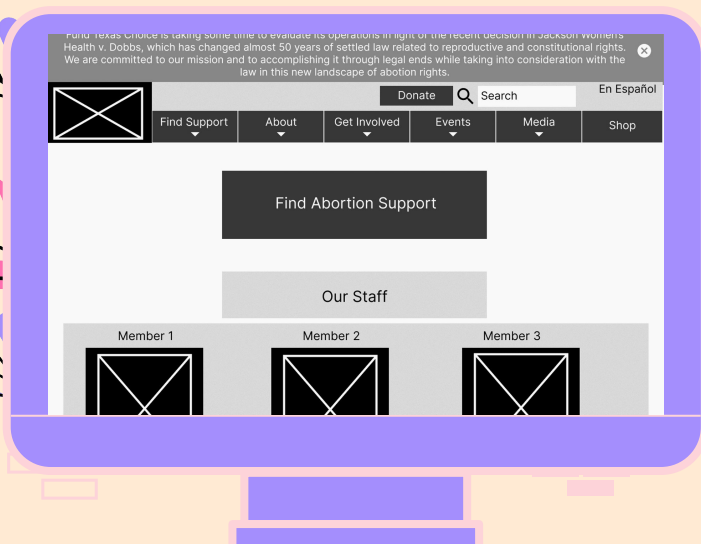 Fund Texas Choice is taking some time to evaluate its operations in light of the recent decision in Jackson Women's
Health v. Dobbs, which has changed almost 50 years of settled law related to reproductive and constitutional rights.
We are committed to our mission and to accomplishing it through legal ends while taking into consideration with the
law in this new landscape of abotion rights.
Donate
Search
En Español
Find Support
About
Get Involved
Events
Media
Shop
Find Abortion Support
Our Staff
Member 1
Member 2
Member 3